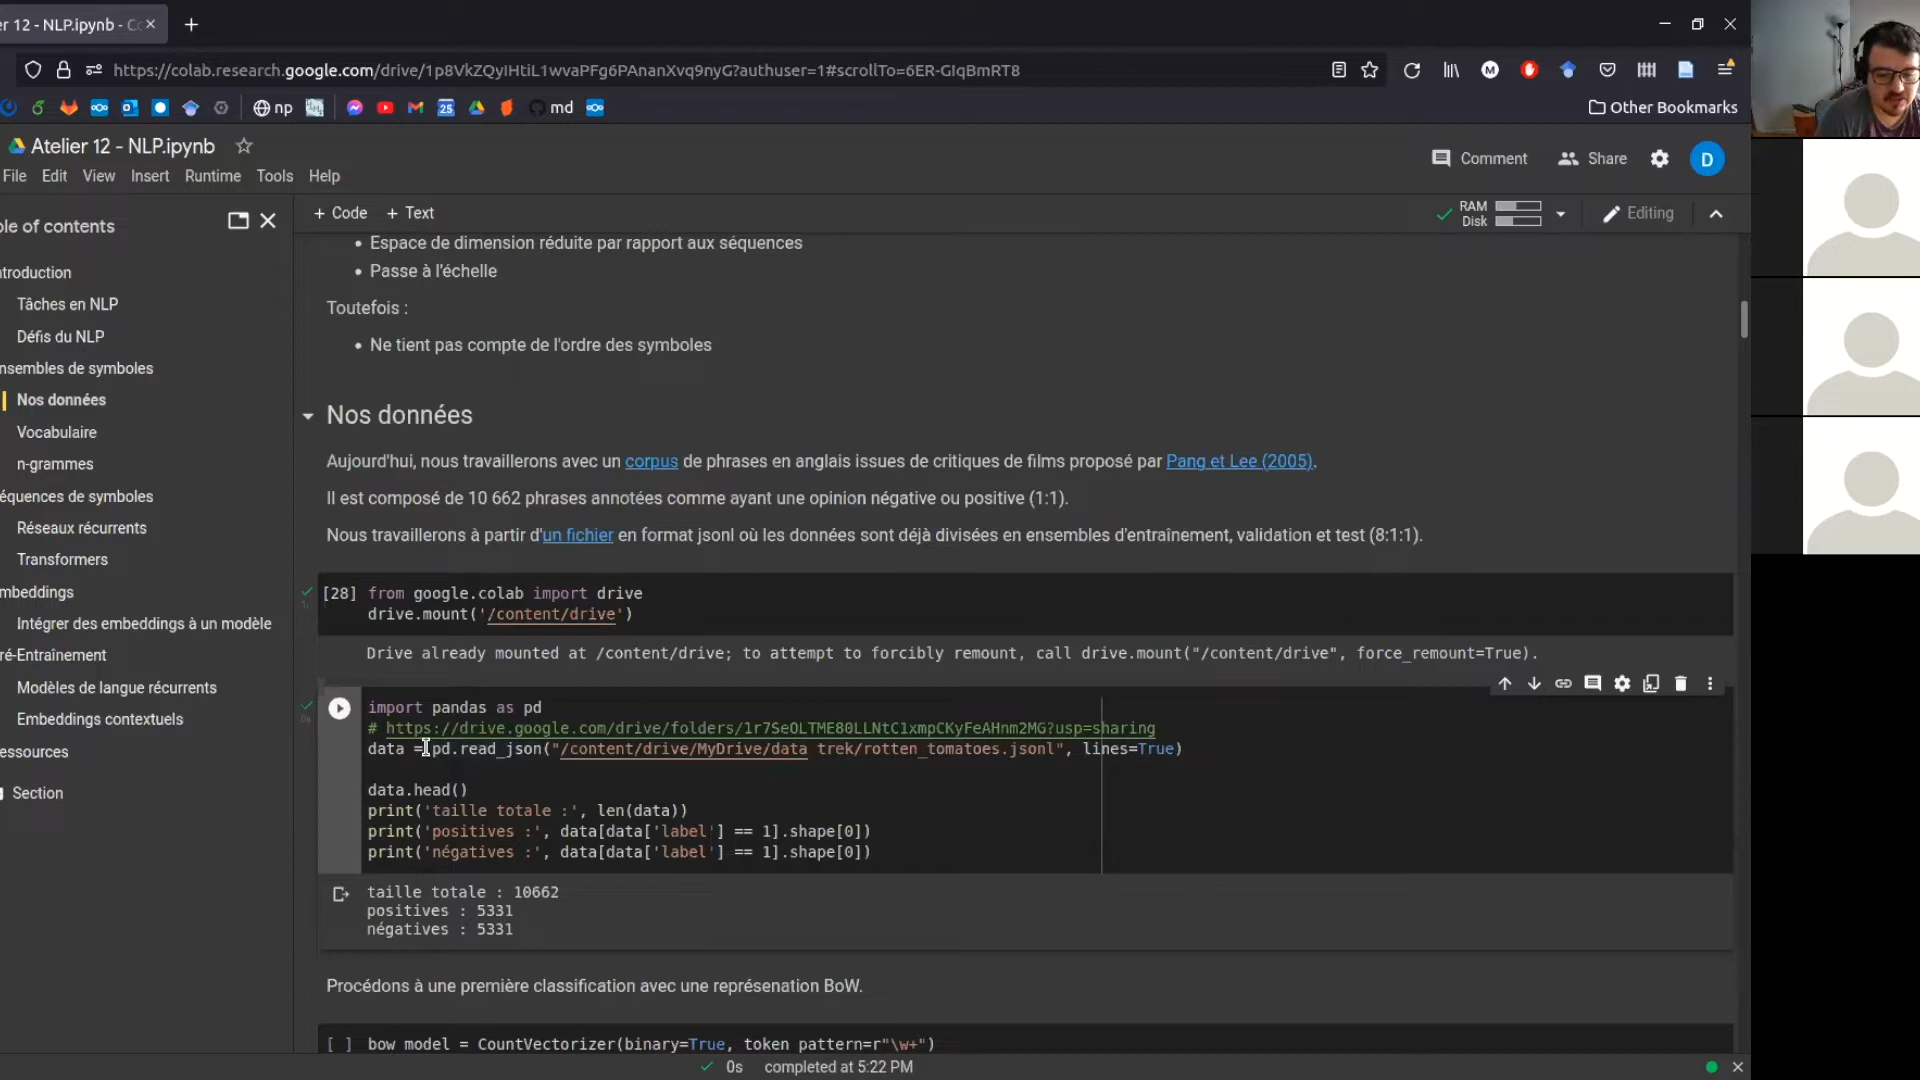 er 12 - NLP.ipynb - Co
https://colab.research.google.com/drive/1p8VkZQyIHtiL1wvaPFg6PAnanXvq9nyG?authuser=1#scrollTo=6ER-GIqBmRT8
M
np
25
md
Other Bookmarks
Atelier 12 - NLP.ipynb
Comment
Share
D
File Edit View Insert Runtime Tools Help
ble of contents
+ Code + Text
RAM
Disk
Editing
ntroduction
Tâches en NLP
Défis du NLP
nsembles de symboles
Nos données
Vocabulaire
n-grammes
équences de symboles
Réseaux récurrents
Transformers
mbeddings
Intégrer des embeddings à un modèle
ré-Entraînement
Modèles de langue récurrents
Embeddings contextuels
essources
Section
• Espace de dimension réduite par rapport aux séquences
• Passe à l'échelle
Toutefois :
• Ne tient pas compte de l'ordre des symboles
Nos données
Aujourd'hui, nous travaillerons avec un corpus de phrases en anglais issues de critiques de films proposé par Pang et Lee (2005).
Il est composé de 10 662 phrases annotées comme ayant une opinion négative ou positive (1:1).
Nous travaillerons à partir d'un fichier en format jsonl où les données sont déjà divisées en ensembles d'entraînement, validation et test (8:1:1).
[28] from google.colab import drive
drive.mount('/content/drive')
Drive already mounted at /content/drive; to attempt to forcibly remount, call drive.mount("/content/drive", force_remount=True).
import pandas as pd
# https://drive.google.com/drive/folders/1r7SeOLTME80LLNtC1xmpCKyFeAHnm2MG?usp=sharing
data = pd.read_json("/content/drive/MyDrive/data trek/rotten_tomatoes.jsonl", lines=True)
data.head()
print('taille totale :', len(data))
print('positives :', data[data['label'] == 1].shape[0])
print('négatives :', data[data['label'] == 1].shape[0])
taille totale : 10662
positives : 5331
négatives : 5331
Procédons à une première classification avec une représenation BoW.
[ ] bow_model = CountVectorizer(binary=True, token_pattern=r"\w+")
0s completed at 5:22 PM